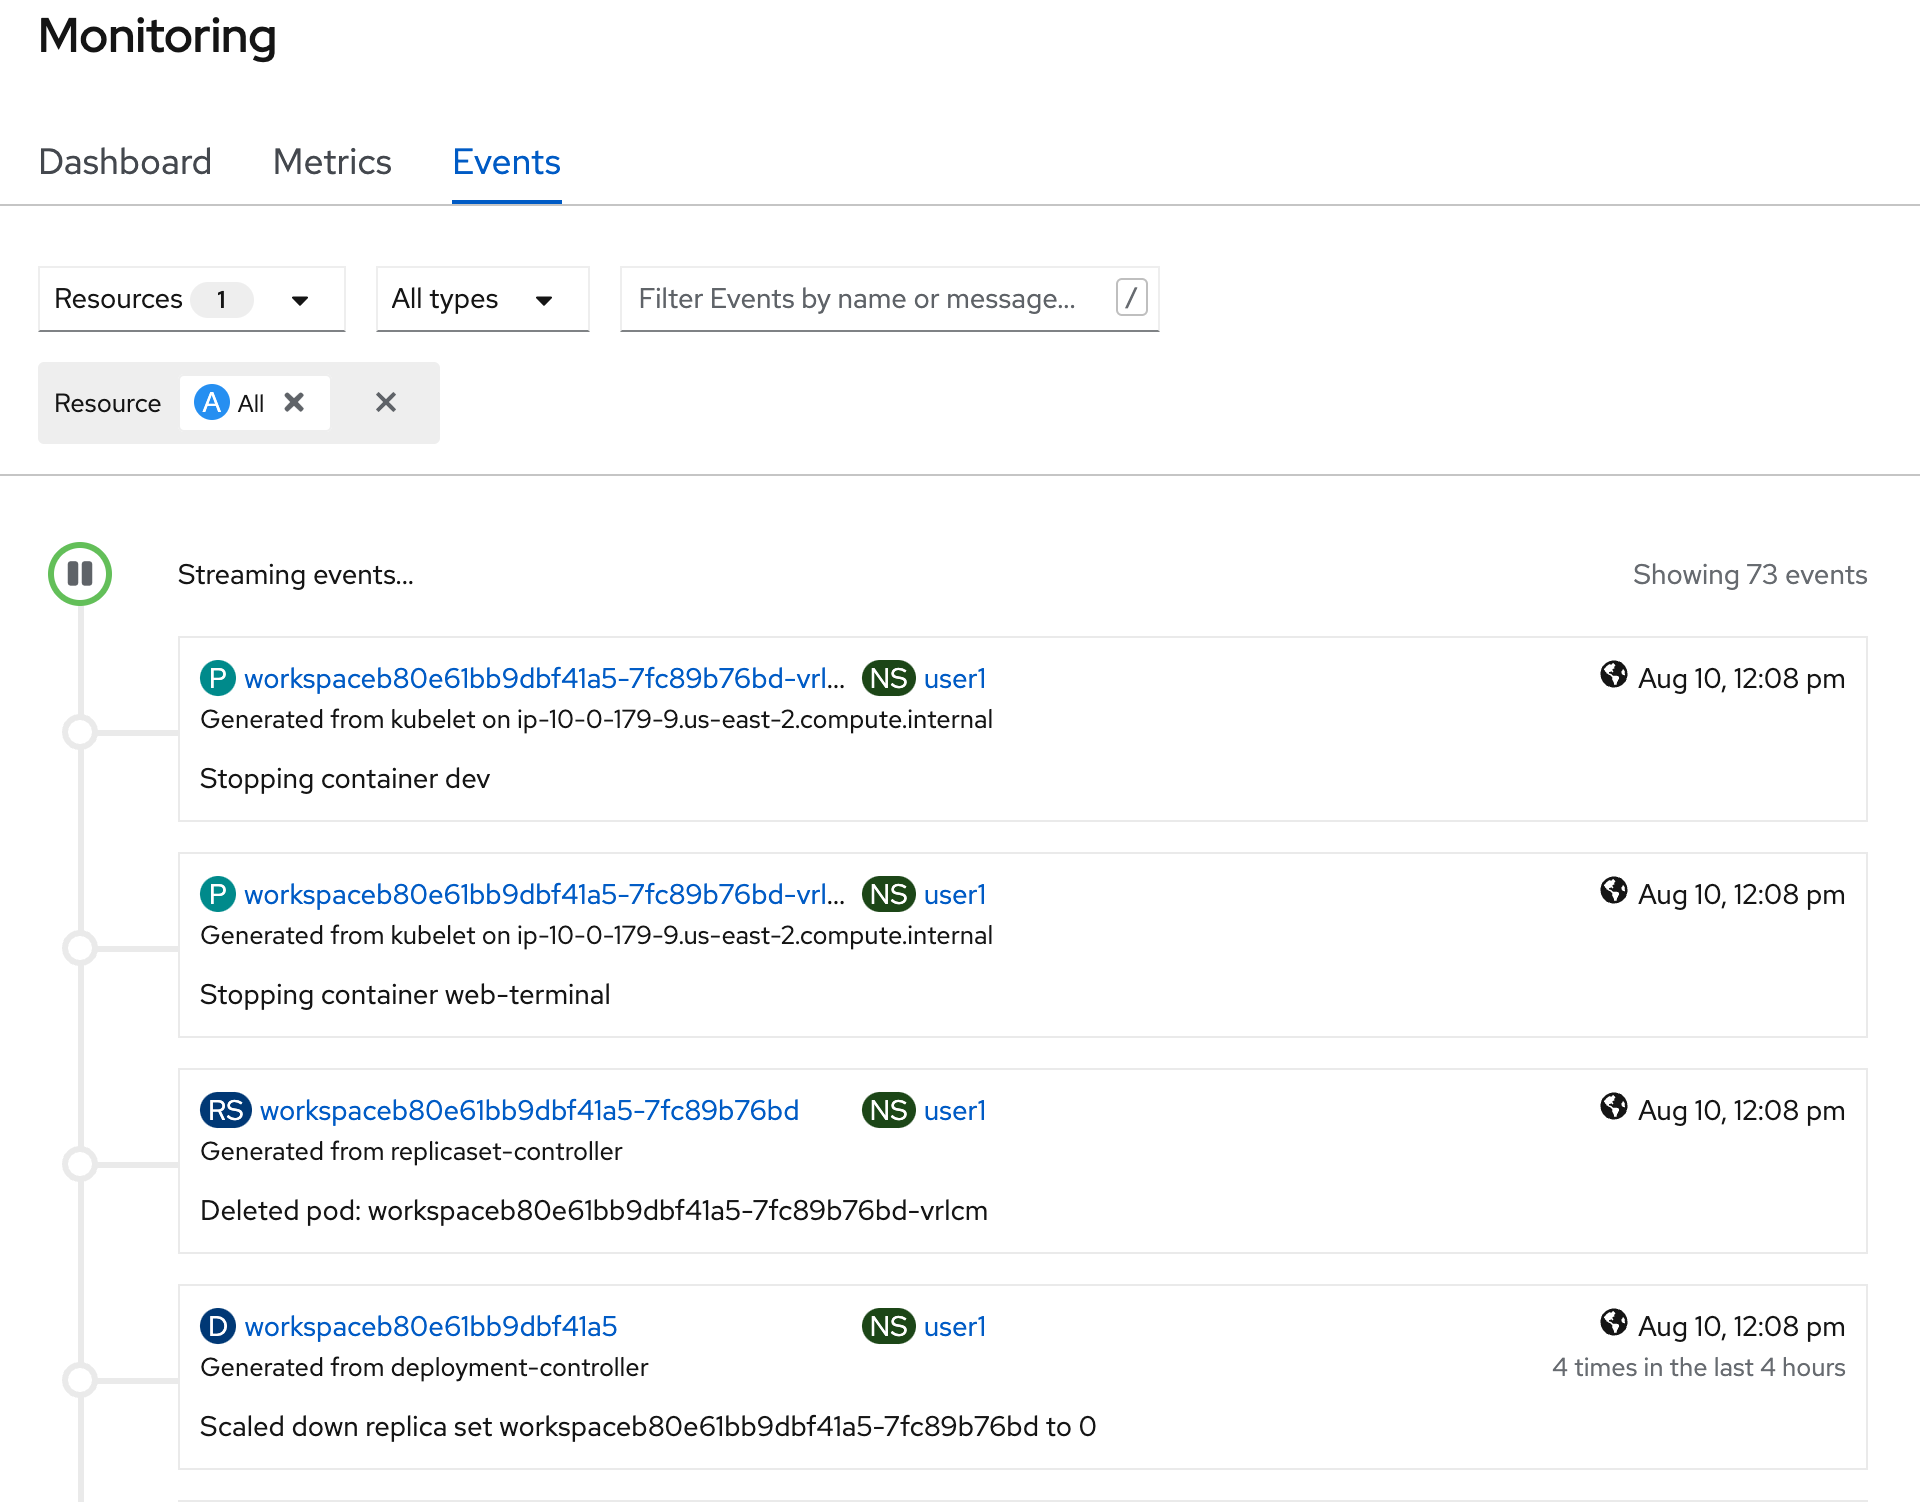 Monitoring
Dashboard Metrics Events
Resources 1 All types Filter Events by name or message... /
Resource A All
Streaming events... Showing 73 events
P workspaceb80e61bb9dbf41a5-7fc89b76bd-vrl... NS user1 Aug 10, 12:08 pm
Generated from kubelet on ip-10-0-179-9.us-east-2.compute.internal
Stopping container dev
P workspaceb80e61bb9dbf41a5-7fc89b76bd-vrl... NS user1 Aug 10, 12:08 pm
Generated from kubelet on ip-10-0-179-9.us-east-2.compute.internal
Stopping container web-terminal
RS workspaceb80e61bb9dbf41a5-7fc89b76bd NS user1 Aug 10, 12:08 pm
Generated from replicaset-controller
Deleted pod: workspaceb80e61bb9dbf41a5-7fc89b76bd-vrlcm
D workspaceb80e61bb9dbf41a5 NS user1 Aug 10, 12:08 pm
Generated from deployment-controller 4 times in the last 4 hours
Scaled down replica set workspaceb80e61bb9dbf41a5-7fc89b76bd to 0